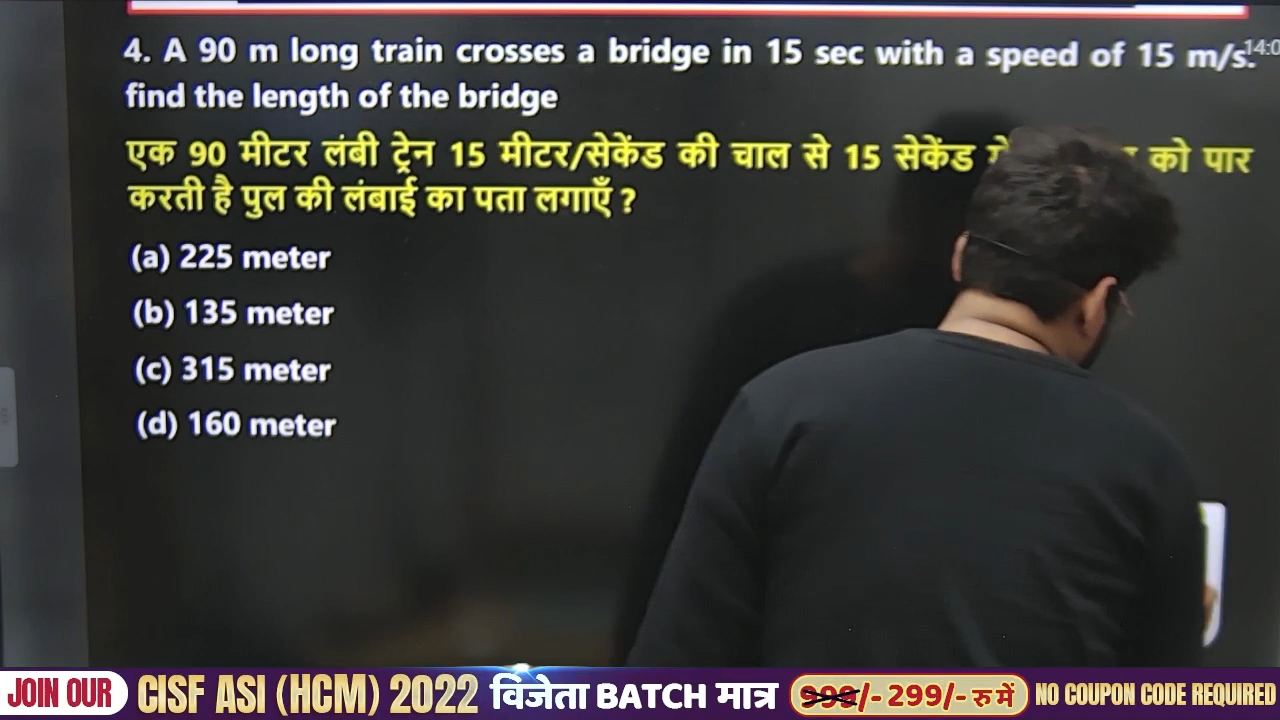 4. A 90 m long train crosses a bridge in 15 sec with a speed of 15 m/s.
14:0
find the length of the bridge
एक 90 मीटर लंबी ट्रेन 15 मीटर/सेकेंड की चाल से 15 सेकेंड को पार
करती है पुल की लंबाई का पता लगाएँ ?
(a) 225 meter
(b) 135 meter
(c) 315 meter
(d) 160 meter
JOIN OUR CISF ASI (HCM) 2022 विजेता BATCH मात्र 999/- 299/- रु में NO COUPON CODE REQUIRED